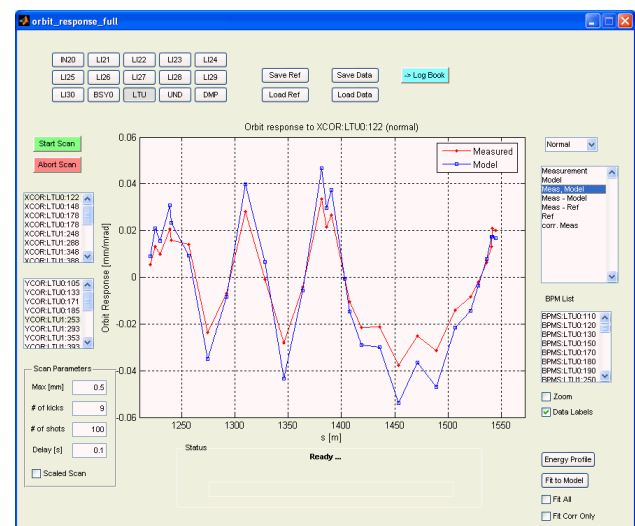 orbit_response_full
IN20 LI21 LI22 LI23 LI24
LI25 LI26 LI27 LI28 LI29
LI30 BSY0 LTU UND DMP
Save Ref Save Data -> Log Book
Load Ref Load Data
Start Scan
Abort Scan
XCOR:LTU0:122
XCOR:LTU0:148
XCOR:LTU0:178
XCOR:LTU0:178
XCOR:LTU1:248
XCOR:LTU1:288
XCOR:LTU1:348
XCOR:LTU1:388
YCOR:LTU0:105
YCOR:LTU0:133
YCOR:LTU0:171
YCOR:LTU0:185
YCOR:LTU1:253
YCOR:LTU1:293
YCOR:LTU1:353
YCOR:LTU1:393
Scan Parameters
Max [mm] 0.5
# of kicks 9
# of shots 100
Delay [s] 0.1
Scaled Scan
Orbit response to XCOR:LTU0:122 (normal)
Measured
Model
Orbit Response [mm/mrad]
0.06
0.04
0.02
0
-0.02
-0.04
-0.06
1250 1300 1350 1400 1450 1500 1550
s [m]
Status
Ready ...
Normal
Measurement
Model
Meas, Model
Meas - Model
Meas - Ref
Ref
corr. Meas
BPM List
BPMS:LTU0:110
BPMS:LTU0:120
BPMS:LTU0:130
BPMS:LTU0:150
BPMS:LTU0:170
BPMS:LTU0:180
BPMS:LTU0:190
BPMS:LTU1:250
Zoom
Data Labels
Energy Profile
Fit to Model
Fit All
Fit Corr Only